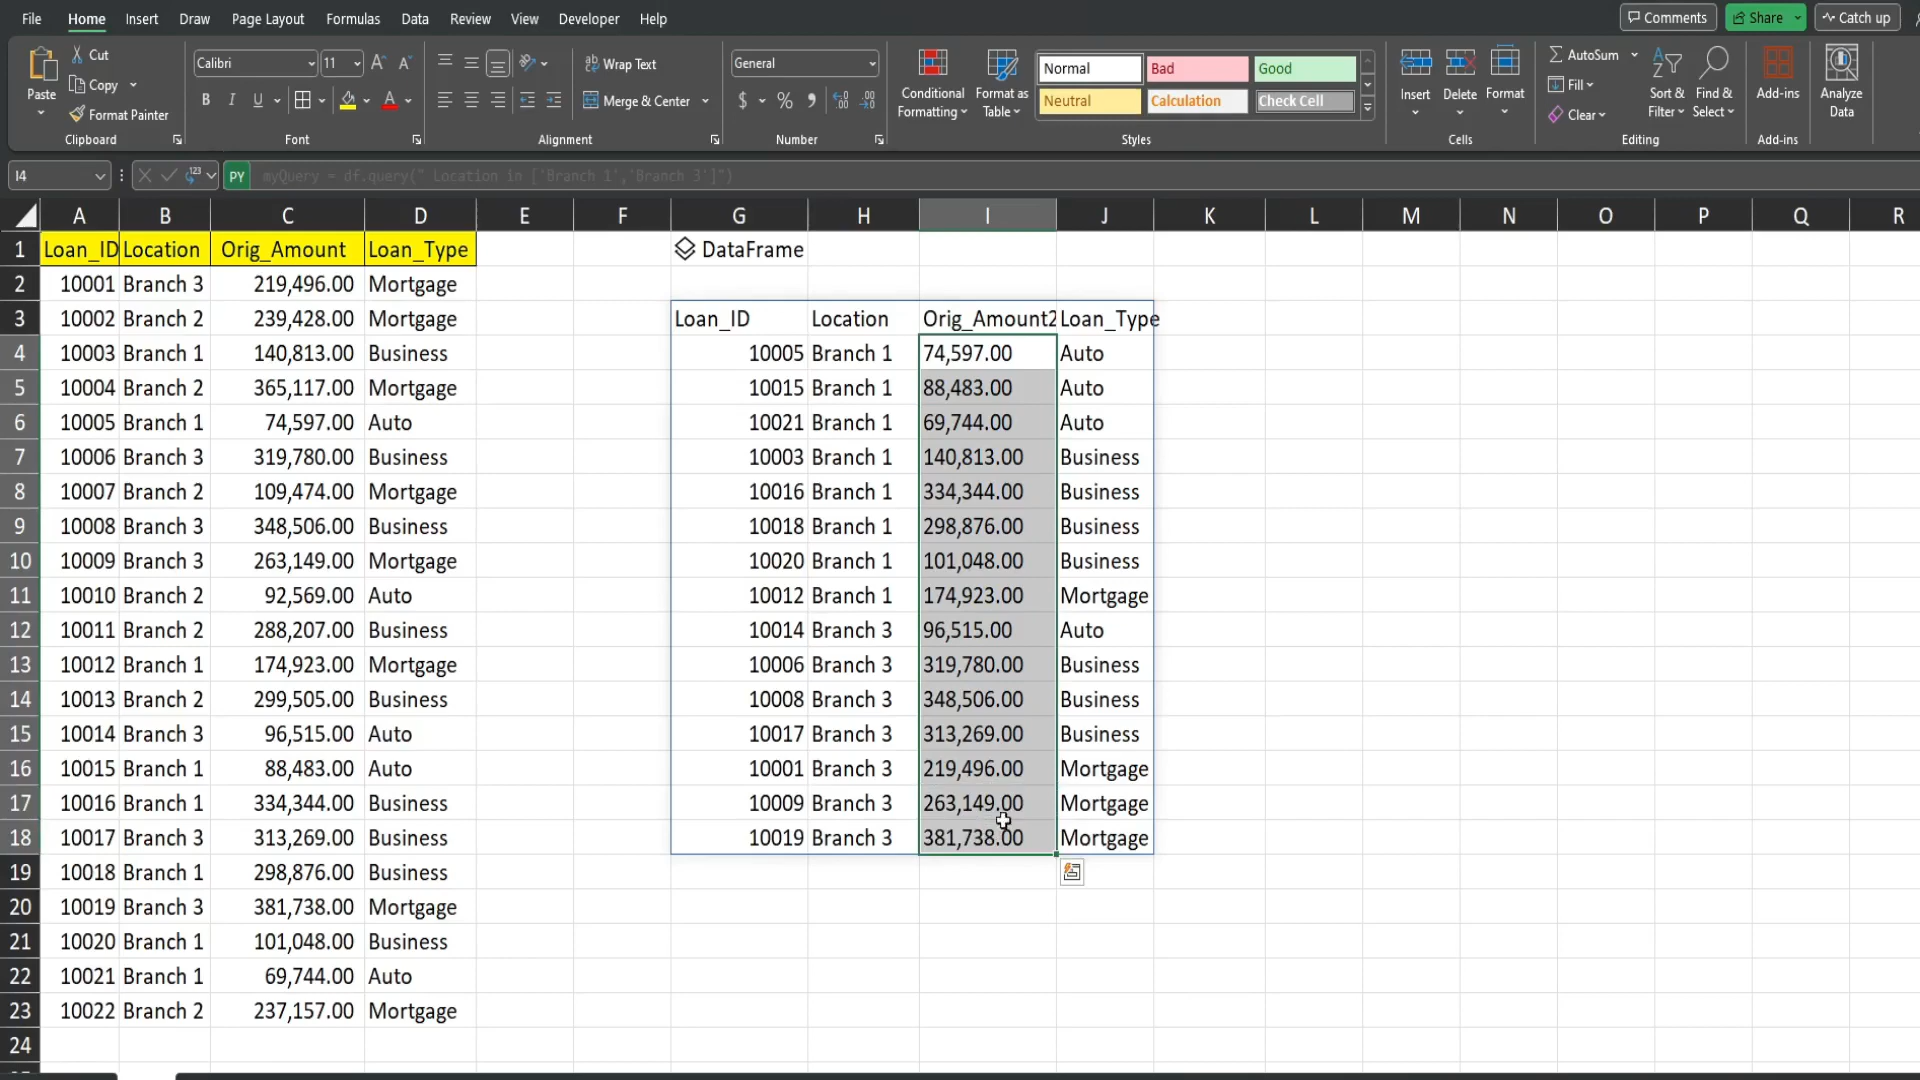 File Home Insert Draw Page Layout Formulas Data Review View Developer Help Comments Share Catch up
Paste
Cut
Copy
Format Painter
Clipboard
Calibri 11
B I U
Font
Wrap Text
Merge & Center
Alignment
General
$ % ,
Number
Conditional Formatting
Format as Table
Normal Bad Good
Neutral Calculation Check Cell
Styles
Insert Delete Format
Cells
AutoSum
Fill
Clear
Sort & Filter
Find & Select
Editing
Add-ins
Add-ins
Analyze Data
I4 PY myQuery = df.query(" Location in ['Branch 1','Branch 3']")
A B C D E F G H I J K L M N O P Q R
1 Loan_ID Location Orig_Amount Loan_Type DataFrame
2 10001 Branch 3 219,496.00 Mortgage
3 10002 Branch 2 239,428.00 Mortgage Loan_ID Location Orig_Amount2 Loan_Type
4 10003 Branch 1 140,813.00 Business 10005 Branch 1 74,597.00 Auto
5 10004 Branch 2 365,117.00 Mortgage 10015 Branch 1 88,483.00 Auto
6 10005 Branch 1 74,597.00 Auto 10021 Branch 1 69,744.00 Auto
7 10006 Branch 3 319,780.00 Business 10003 Branch 1 140,813.00 Business
8 10007 Branch 2 109,474.00 Mortgage 10016 Branch 1 334,344.00 Business
9 10008 Branch 3 348,506.00 Business 10018 Branch 1 298,876.00 Business
10 10009 Branch 3 263,149.00 Mortgage 10020 Branch 1 101,048.00 Business
11 10010 Branch 2 92,569.00 Auto 10012 Branch 1 174,923.00 Mortgage
12 10011 Branch 2 288,207.00 Business 10014 Branch 3 96,515.00 Auto
13 10012 Branch 1 174,923.00 Mortgage 10006 Branch 3 319,780.00 Business
14 10013 Branch 2 299,505.00 Business 10008 Branch 3 348,506.00 Business
15 10014 Branch 3 96,515.00 Auto 10017 Branch 3 313,269.00 Business
16 10015 Branch 1 88,483.00 Auto 10001 Branch 3 219,496.00 Mortgage
17 10016 Branch 1 334,344.00 Business 10009 Branch 3 263,149.00 Mortgage
18 10017 Branch 3 313,269.00 Business 10019 Branch 3 381,738.00 Mortgage
19 10018 Branch 1 298,876.00 Business
20 10019 Branch 3 381,738.00 Mortgage
21 10020 Branch 1 101,048.00 Business
22 10021 Branch 1 69,744.00 Auto
23 10022 Branch 2 237,157.00 Mortgage
24